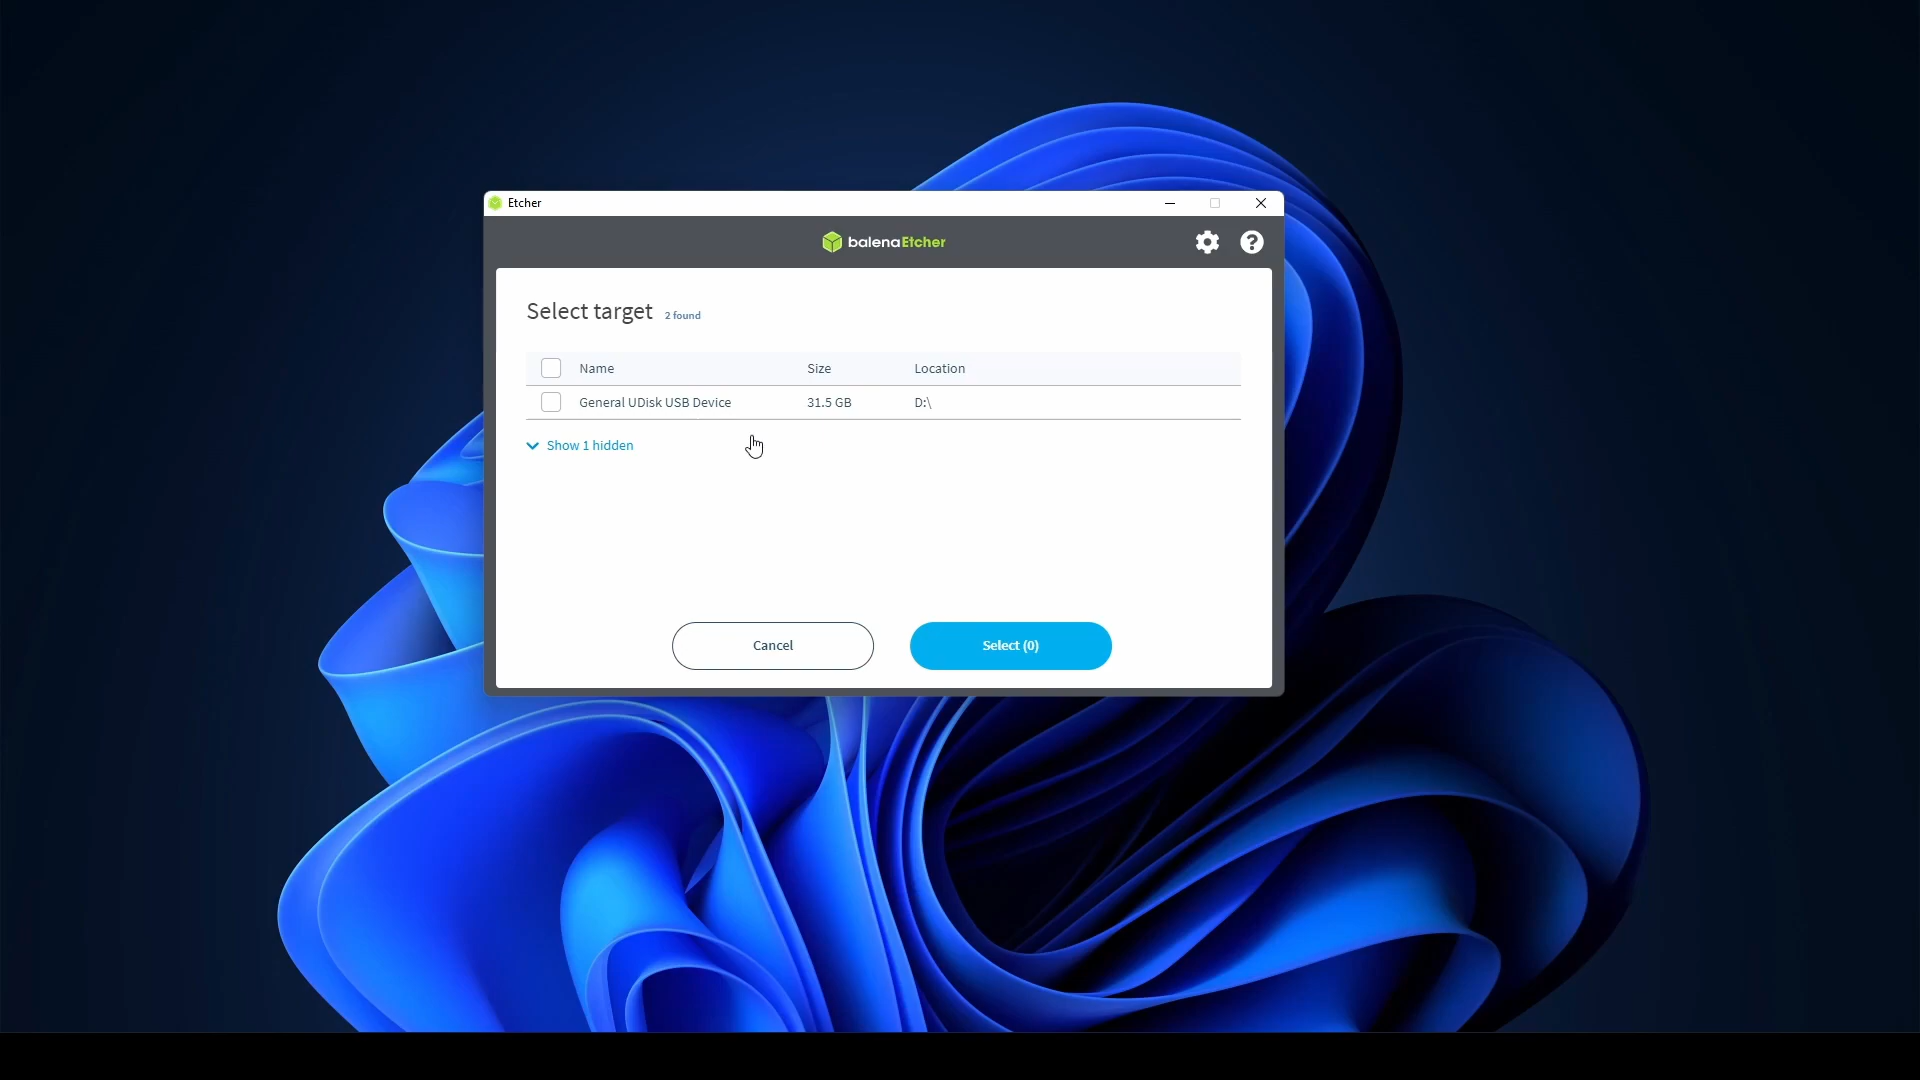 Etcher
balenaEtcher
Select target 2 found
Name Size Location
General UDisk USB Device 31.5 GB D:\
Show 1 hidden
Cancel Select (0)